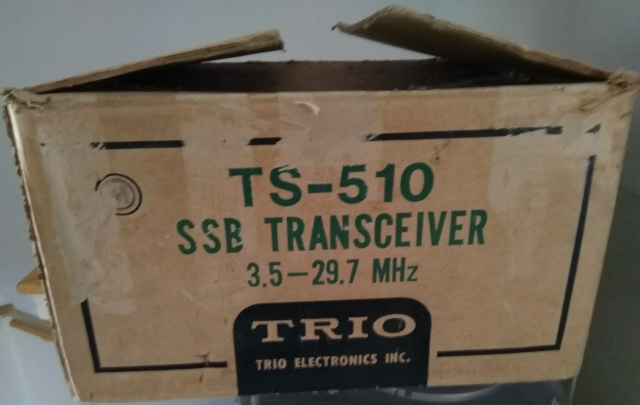 TS-510
SSB TRANSCEIVER
3.5-29.7 MHz
TRIO
TRIO ELECTRONICS INC.